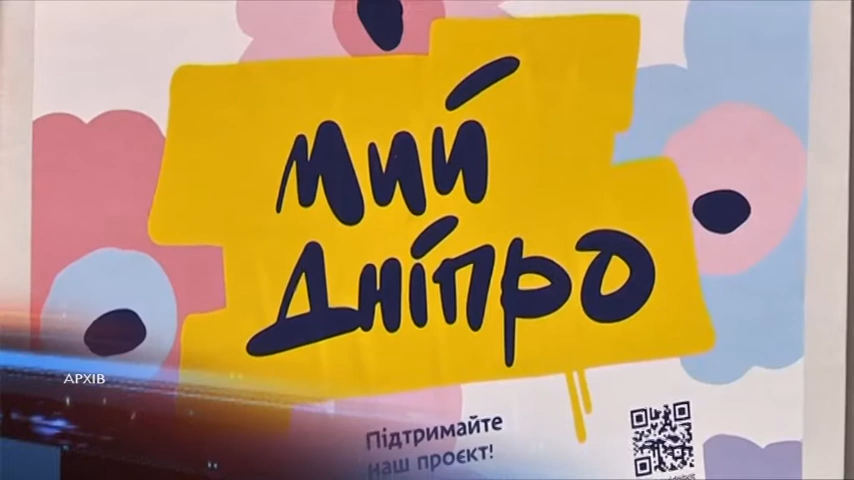 Мий
Дніпро
АРХІВ
Підтримайте
наш проєкт!